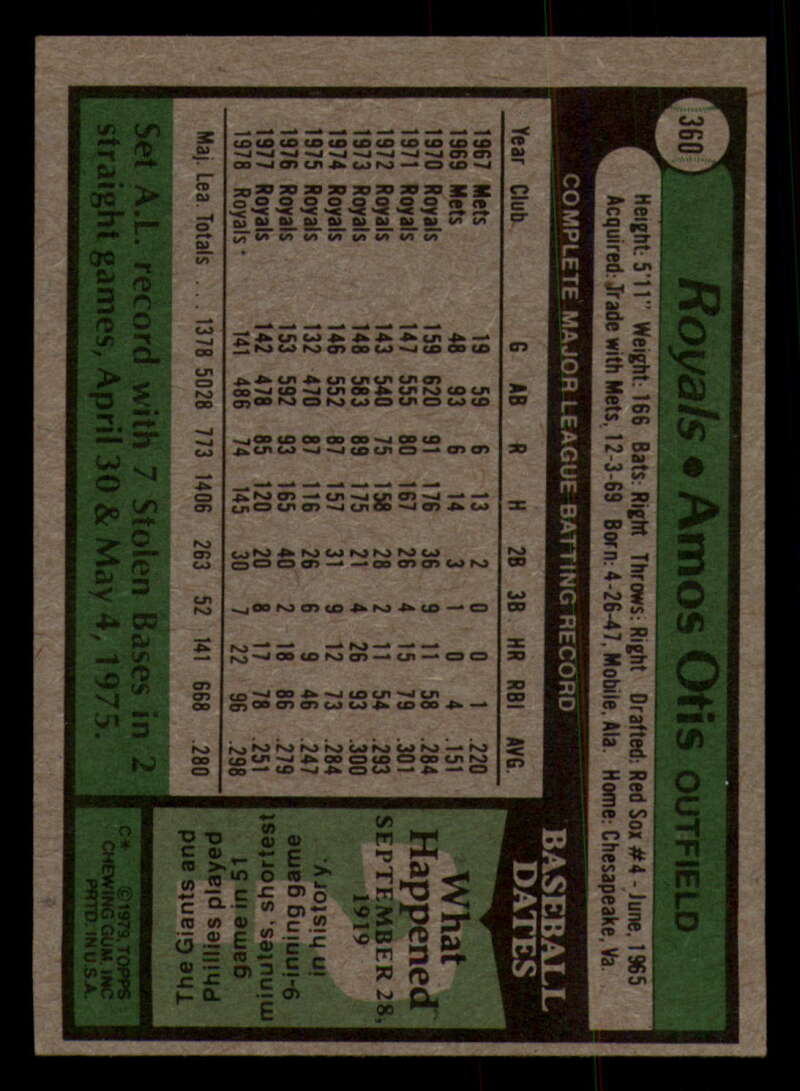 360
Royals • Amos Otis OUTFIELD
Height: 5'11" Weight: 166 Bats: Right Throws: Right Drafted: Red Sox #4 - June, 1965
Acquired: Trade with Mets, 12-3-69 Born: 4-26-47, Mobile, Ala. Home: Chesapeake, Va.
COMPLETE MAJOR LEAGUE BATTING RECORD
Year Club G AB R H 2B 3B HR RBI AVG.
1967 Mets 19 59 6 13 2 0 0 1 .220
1969 Mets 48 93 6 14 3 1 0 4 .151
1970 Royals 159 620 91 176 36 9 11 58 .284
1971 Royals 147 555 80 167 26 4 15 79 .301
1972 Royals 143 540 75 158 28 2 11 54 .293
1973 Royals 148 583 89 175 21 4 26 93 .300
1974 Royals 146 552 87 157 31 9 12 73 .284
1975 Royals 132 470 87 116 26 6 9 46 .247
1976 Royals 153 592 93 165 40 2 18 86 .279
1977 Royals 142 478 85 120 20 8 17 78 .251
1978 Royals. 141 486 74 145 30 7 22 96 .298
Maj. Lea Totals . . . 1378 5028 773 1406 263 52 141 668 .280
Set A.L. record with 7 Stolen Bases in 2
straight games, April 30 & May 4, 1975.
BASEBALL
DATES
What
Happened
SEPTEMBER 28,
1919
The Giants and
Phillies played
game in 51
minutes, shortest
9-inning game
in history.
C* ©1979 TOPPS
CHEWING GUM, INC.
PRTD. IN U.S.A.